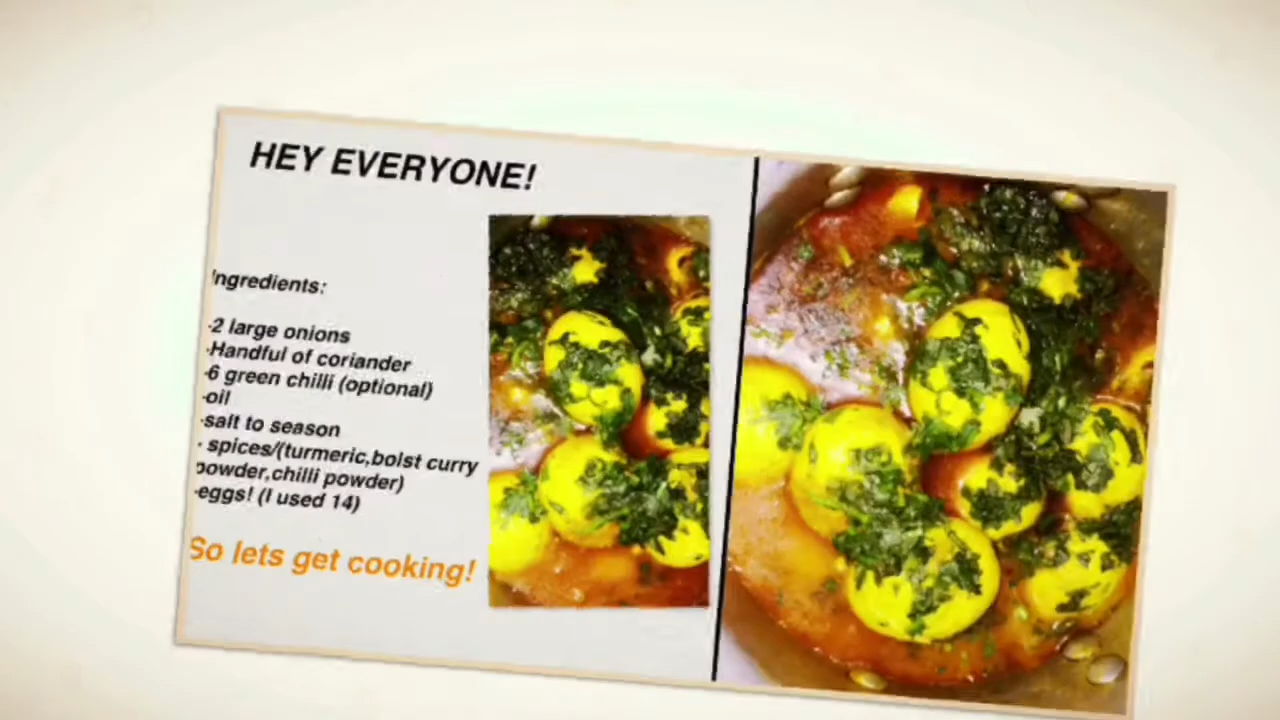 HEY EVERYONE!
Ingredients:
-2 large onions
-Handful of coriander
-6 green chilli (optional)
-oil
-salt to season
- spices/(turmeric,bolst curry
powder,chilli powder)
-eggs! (I used 14)
So lets get cooking!